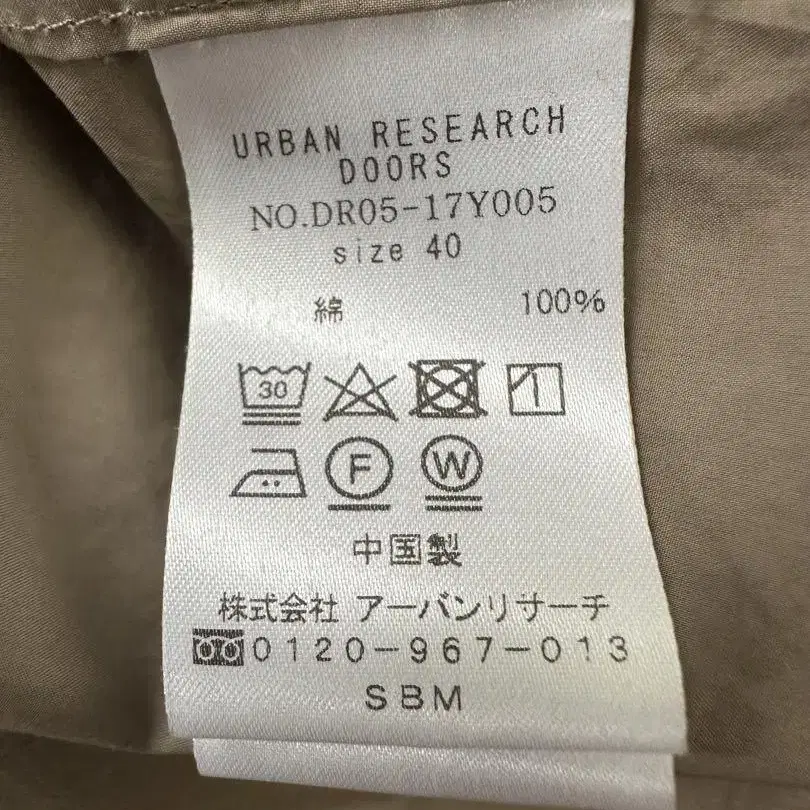 URBAN RESEARCH
DOORS
NO.DR05-17Y005
size 40
綿 100%
30
F W
中国製
株式会社 アーバンリサーチ
0120-967-013
SBM